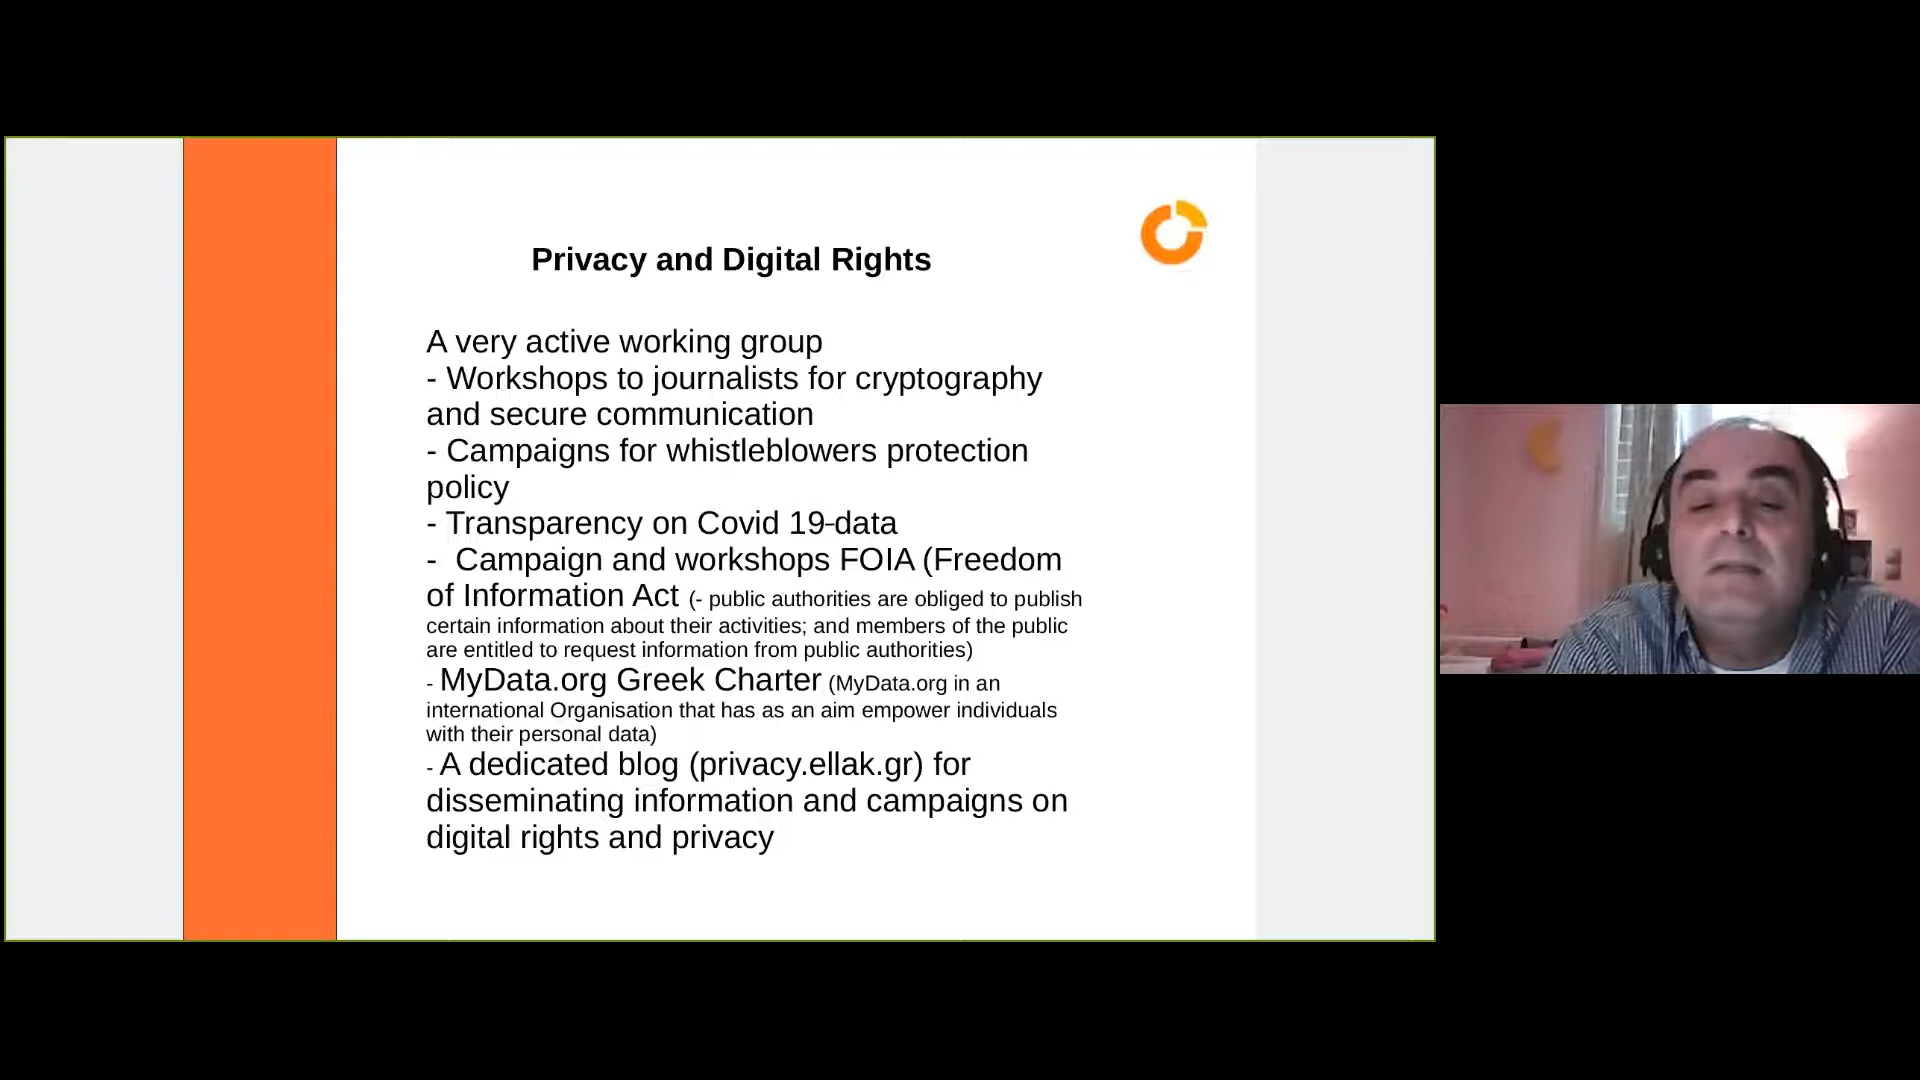 Privacy and Digital Rights
A very active working group
- Workshops to journalists for cryptography
and secure communication
- Campaigns for whistleblowers protection
policy
- Transparency on Covid 19-data
-  Campaign and workshops FOIA (Freedom
of Information Act (- public authorities are obliged to publish
certain information about their activities; and members of the public
are entitled to request information from public authorities)
- MyData.org Greek Charter (MyData.org in an
international Organisation that has as an aim empower individuals
with their personal data)
- A dedicated blog (privacy.ellak.gr) for
disseminating information and campaigns on
digital rights and privacy